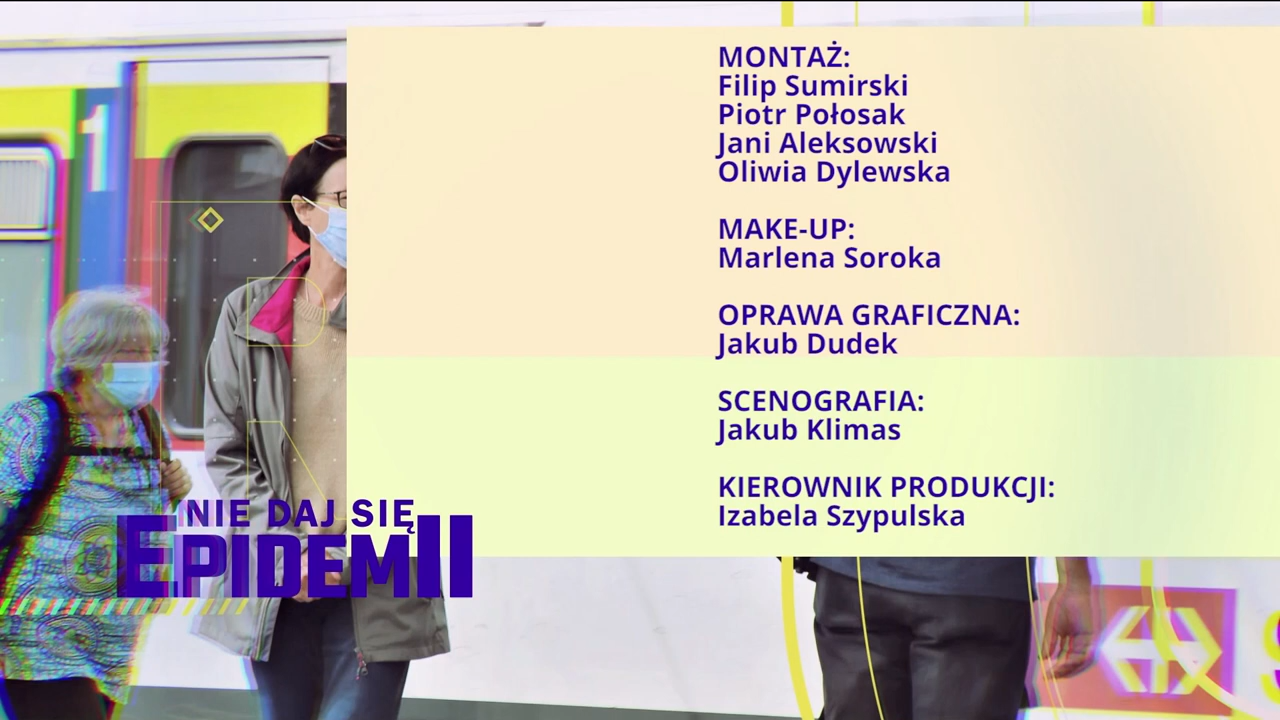 MONTAŻ:
Filip Sumirski
Piotr Połosak
Jani Aleksowski
Oliwia Dylewska
MAKE-UP:
Marlena Soroka
OPRAWA GRAFICZNA:
Jakub Dudek
SCENOGRAFIA:
Jakub Klimas
KIEROWNIK PRODUKCJI:
Izabela Szypulska
NIE DAJ SIĘ
EPIDEMII
1